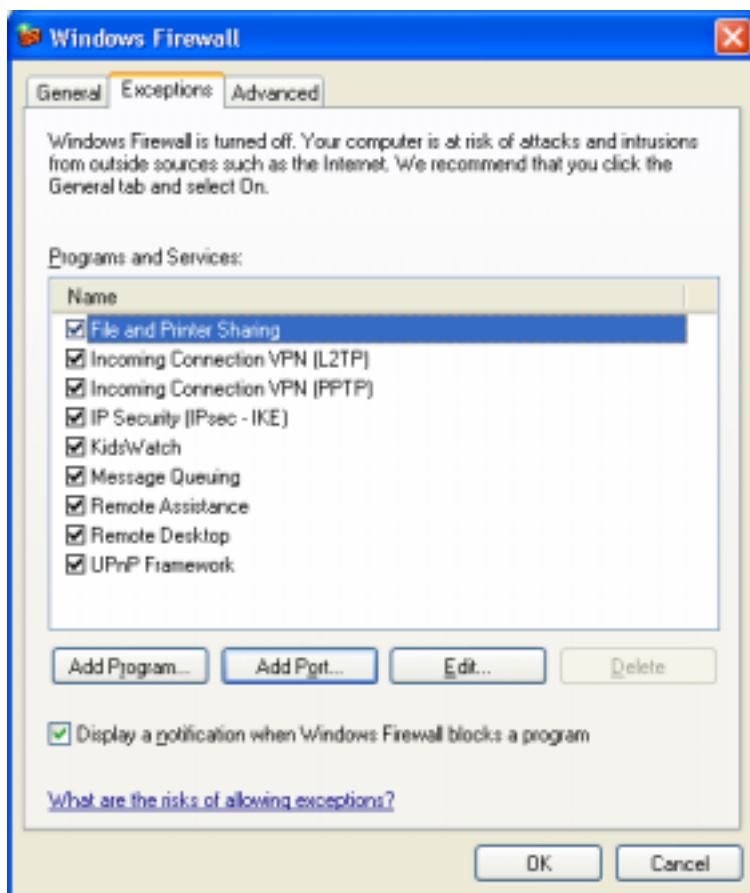 Windows Firewall
General Exceptions Advanced
Windows Firewall is turned off. Your computer is at risk of attacks and intrusions
from outside sources such as the Internet. We recommend that you click the
General tab and select On.
Programs and Services:
Name
File and Printer Sharing
Incoming Connection VPN (L2TP)
Incoming Connection VPN (PPTP)
IP Security (IPsec - IKE)
KidsWatch
Message Queuing
Remote Assistance
Remote Desktop
UPnP Framework
Add Program... Add Port... Edit... Delete
Display a notification when Windows Firewall blocks a program
What are the risks of allowing exceptions?
OK Cancel